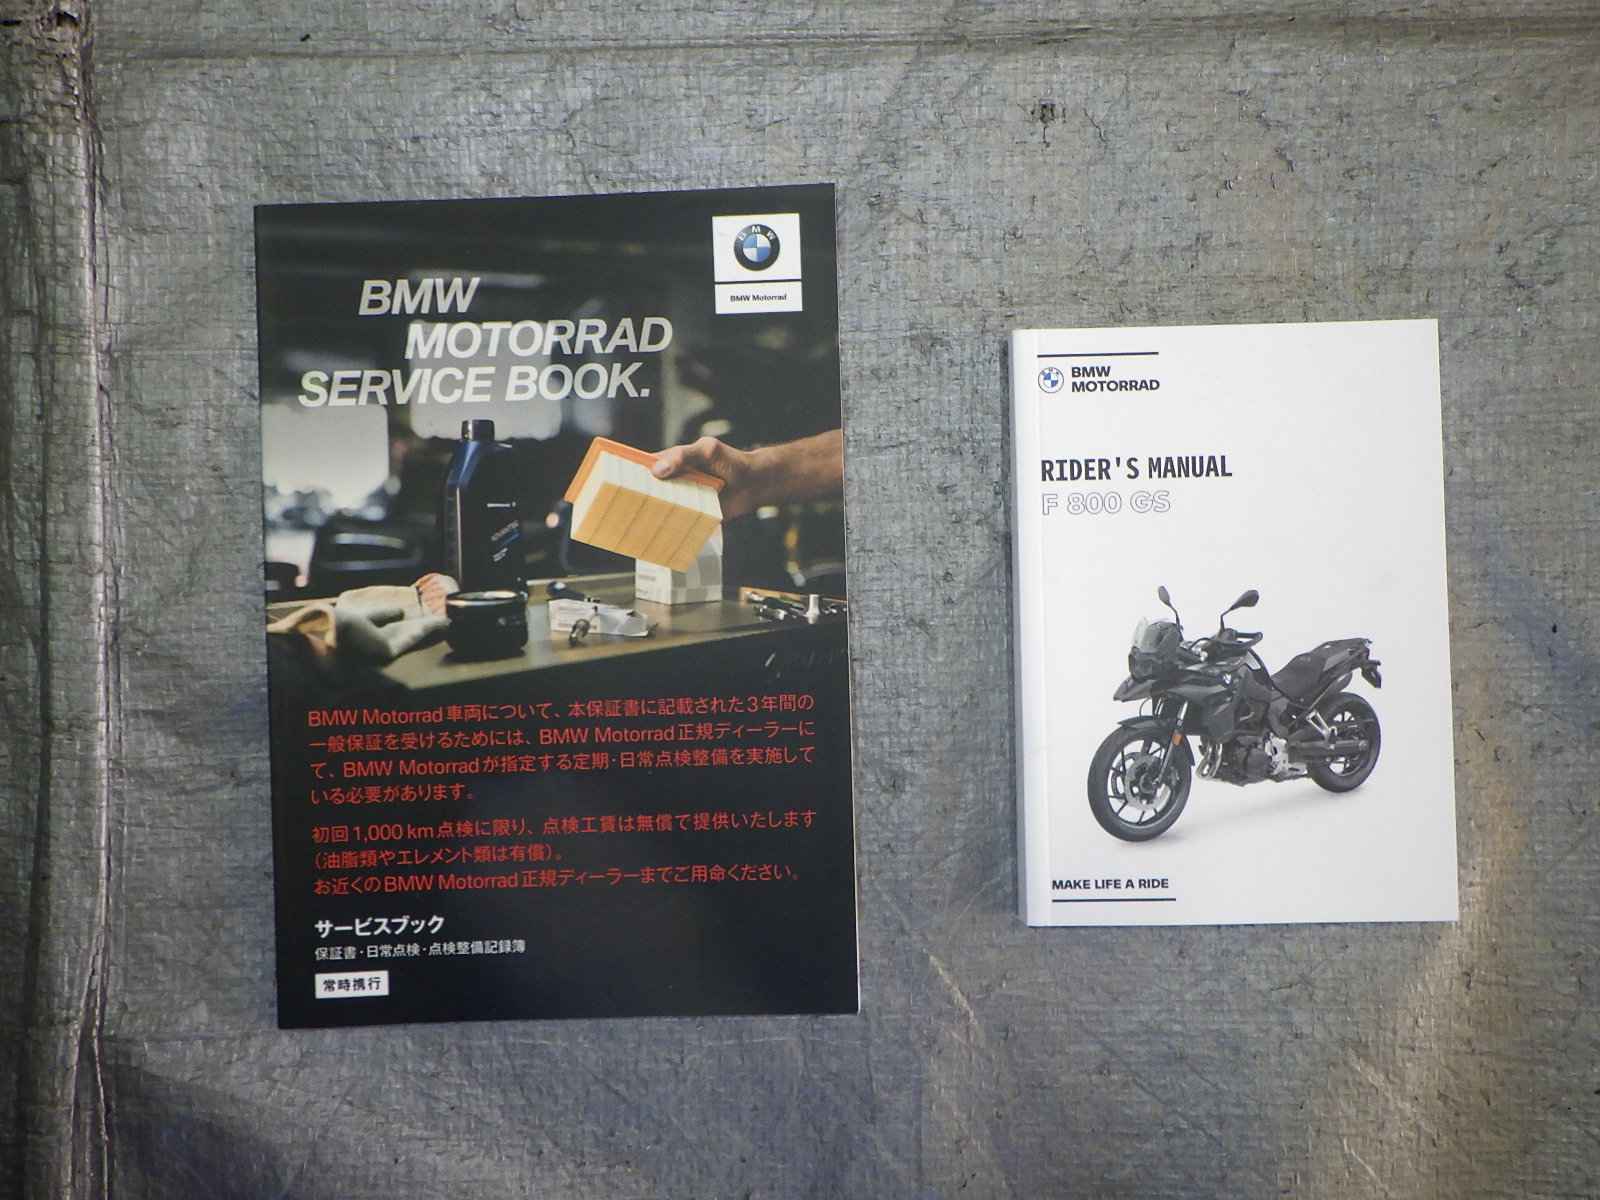 BMW
MOTORRAD
SERVICE BOOK.
BMW
BMW Motorrad
BMW Motorrad車両について、本保証書に記載された3年間の
一般保証を受けるためには、BMW Motorrad正規ディーラーに
て、BMW Motorradが指定する定期・日常点検整備を実施して
いる必要があります。
初回1,000km点検に限り、点検工賃は無償で提供いたします
（油脂類やエレメント類は有償）。
お近くのBMW Motorrad正規ディーラーまでご用命ください。
サービスブック
保証書・日常点検・点検整備記録簿
常時携行
BMW
MOTORRAD
RIDER'S MANUAL
F 800 GS
MAKE LIFE A RIDE